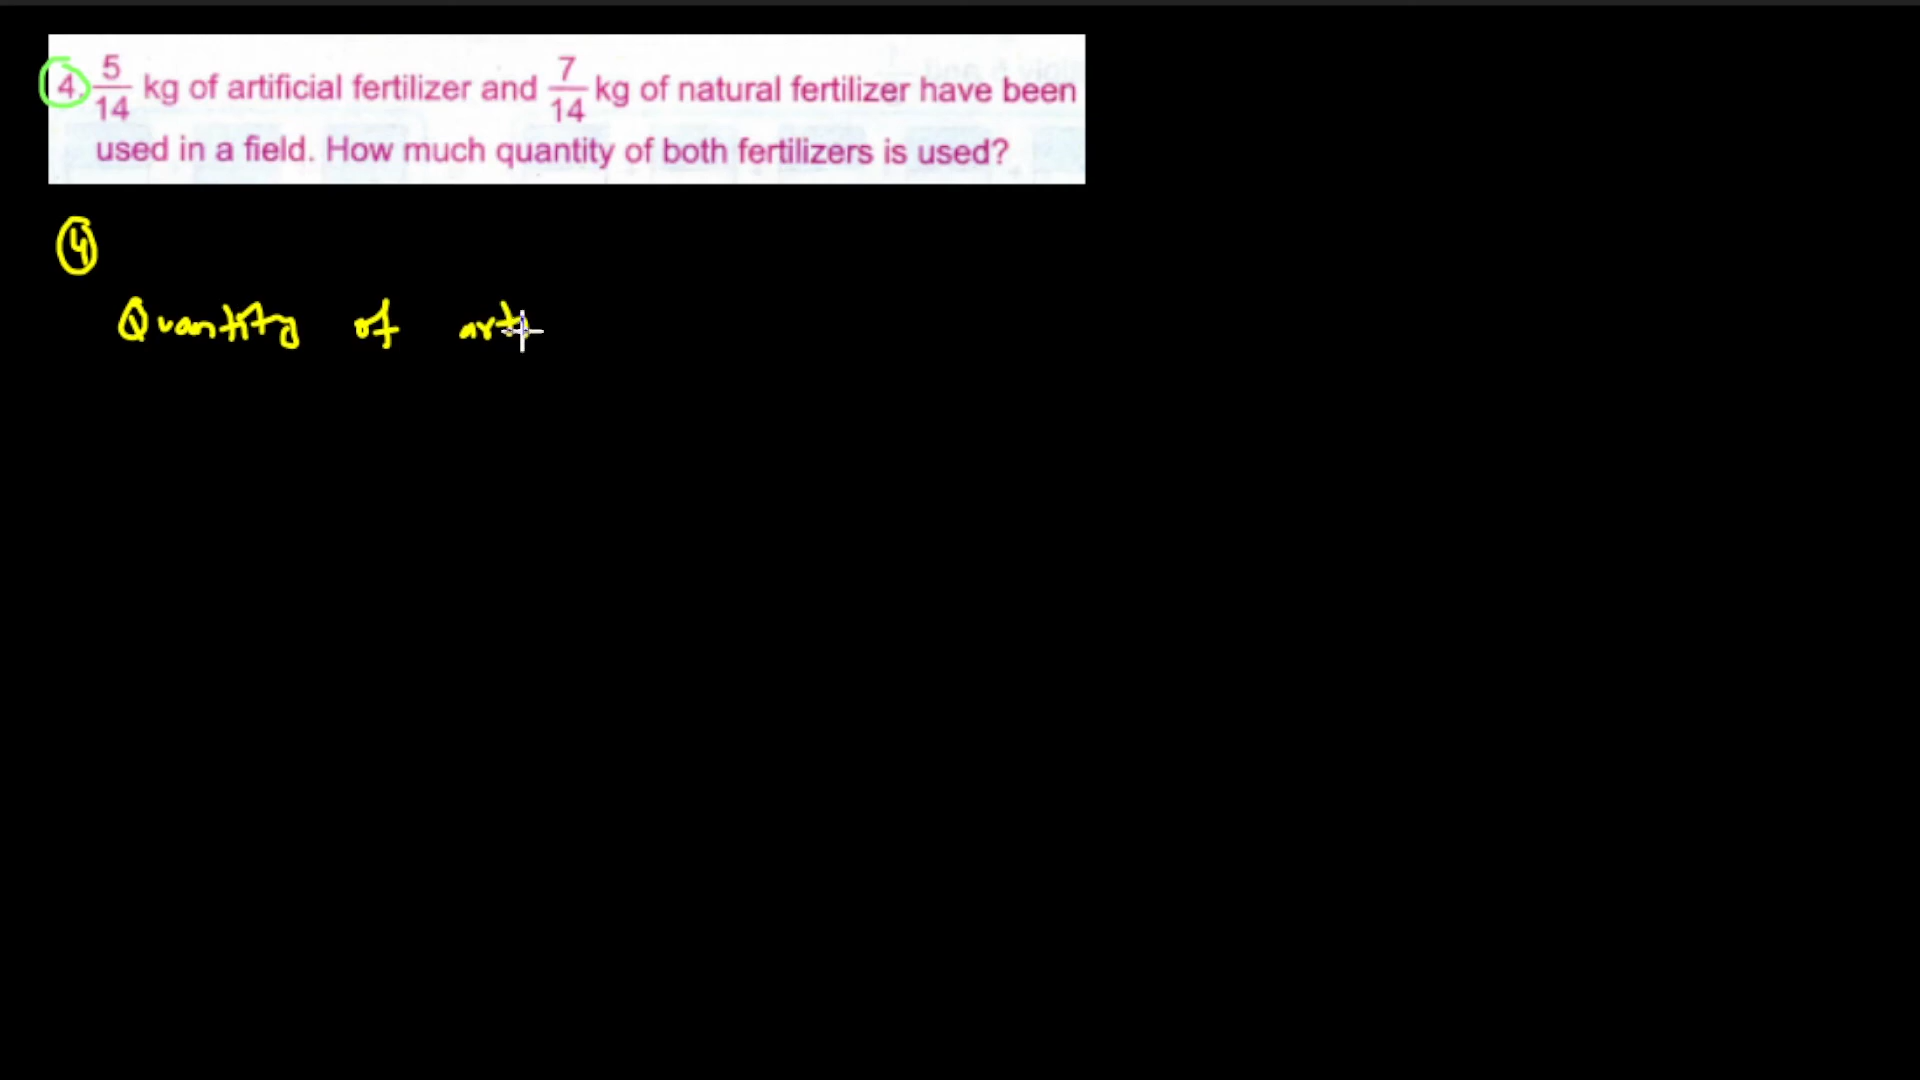 4. 5/14 kg of artificial fertilizer and 7/14 kg of natural fertilizer have been
used in a field. How much quantity of both fertilizers is used?
4
Quantity of arti